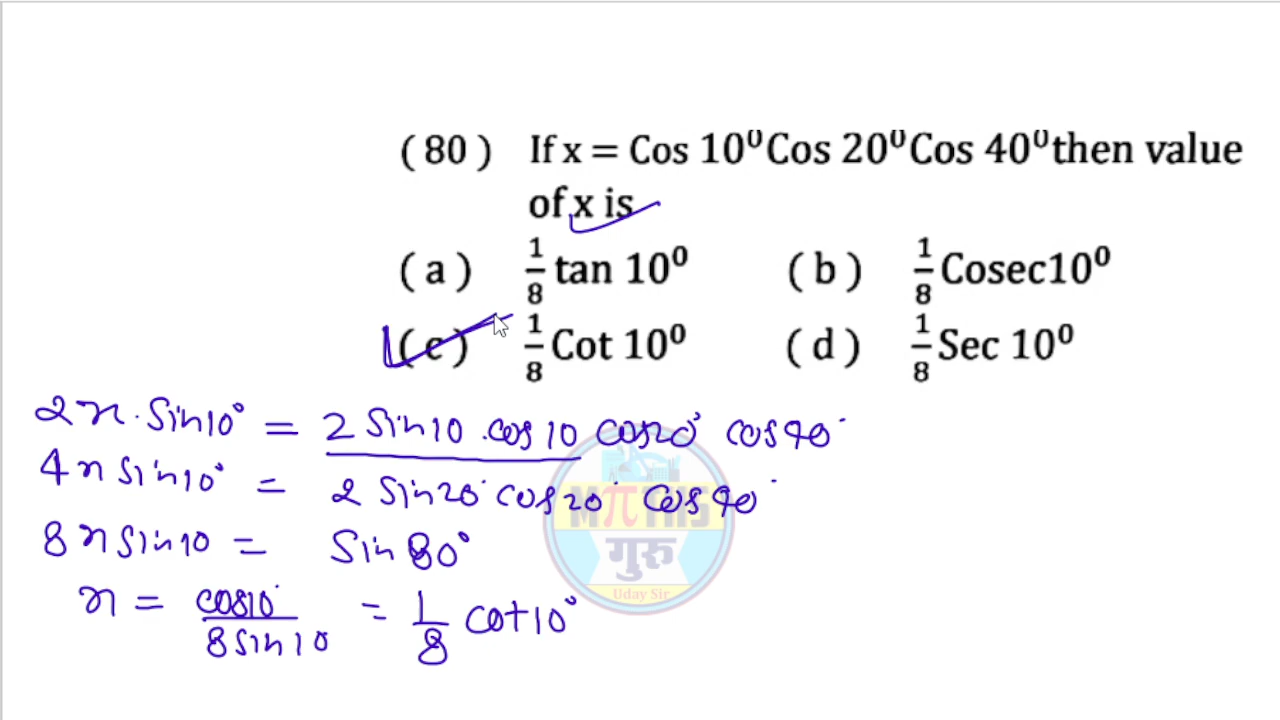 ( 80 ) If x = Cos 10⁰Cos 20⁰Cos 40⁰then value
of x is
( a ) 1/8 tan 10⁰ ( b ) 1/8 Cosec10⁰
( c ) 1/8 Cot 10⁰ ( d ) 1/8 Sec 10⁰
2x · Sin10° = 2 Sin10 · cos 10 cos20° cos40°
4x Sin10° = 2 Sin20° cos20° cos40°
8x Sin10 = Sin 80°
x = cos10°/8 Sin10 = 1/8 cot10°
MπTHS
गुरु
Uday Sir